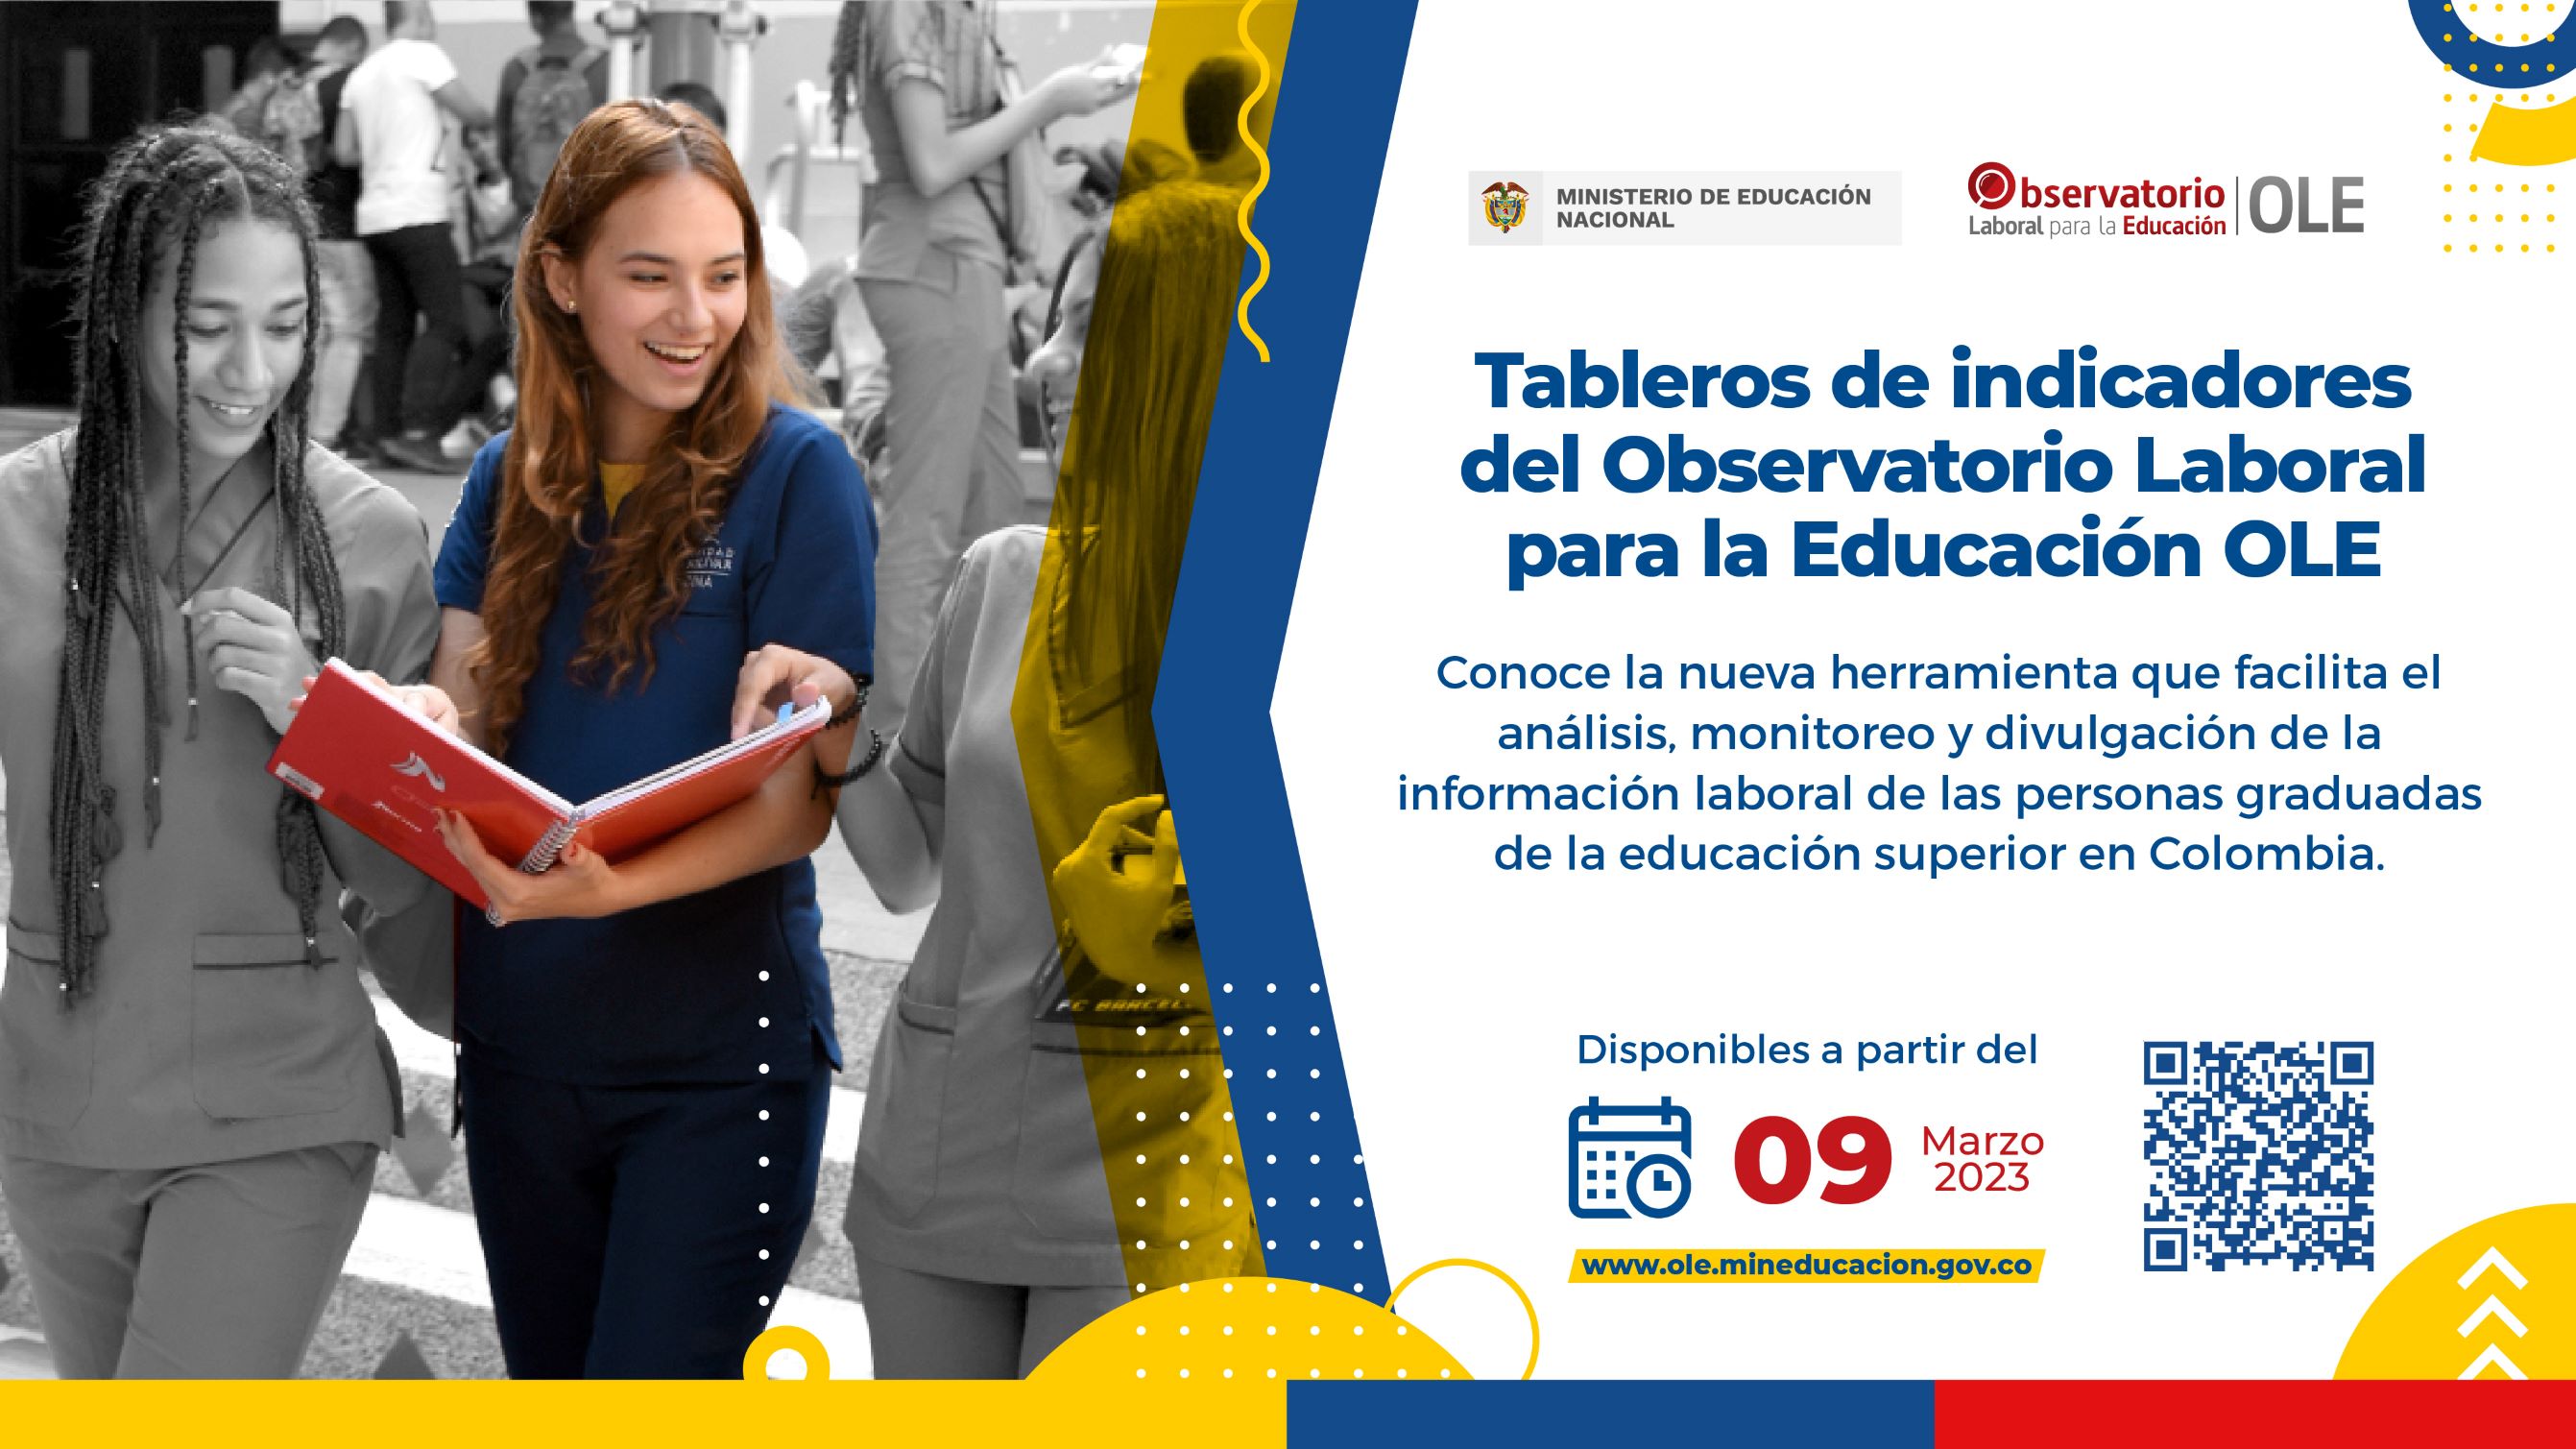 MINISTERIO DE EDUCACIÓN
NACIONAL
Observatorio
Laboral para la Educación
OLE
Tableros de indicadores
del Observatorio Laboral
para la Educación OLE
Conoce la nueva herramienta que facilita el
análisis, monitoreo y divulgación de la
información laboral de las personas graduadas
de la educación superior en Colombia.
Disponibles a partir del
09
Marzo
2023
www.ole.mineducacion.gov.co